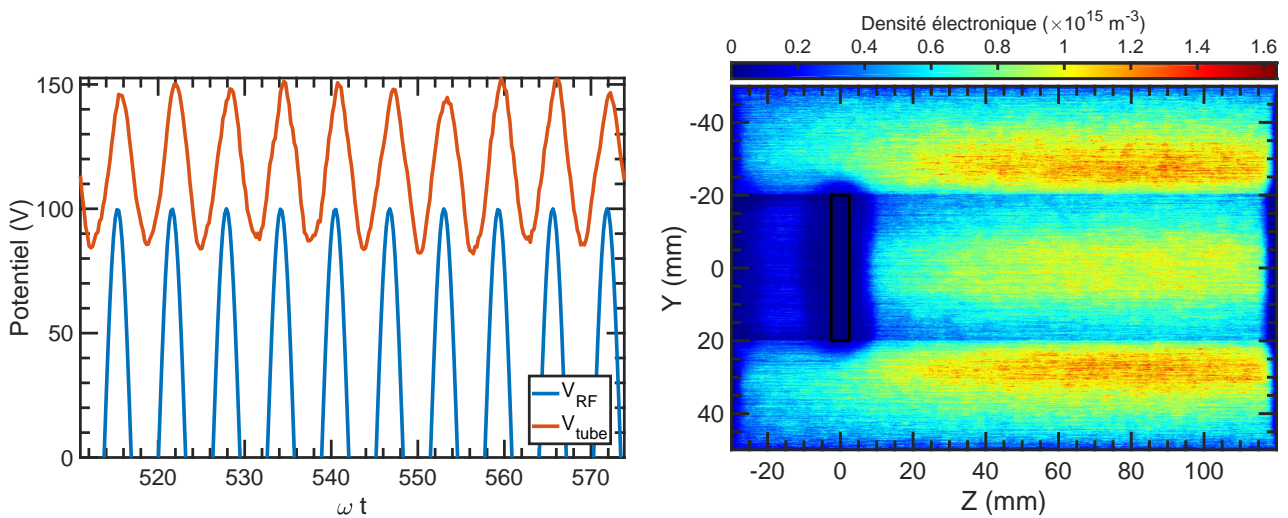 150
100
50
0
Potentiel (V)
520 530 540 550 560 570
ω t
V_RF
V_tube
Densité électronique (×10^15 m^-3)
0 0.2 0.4 0.6 0.8 1 1.2 1.4 1.6
-40
-20
0
20
40
Y (mm)
-20 0 20 40 60 80 100
Z (mm)